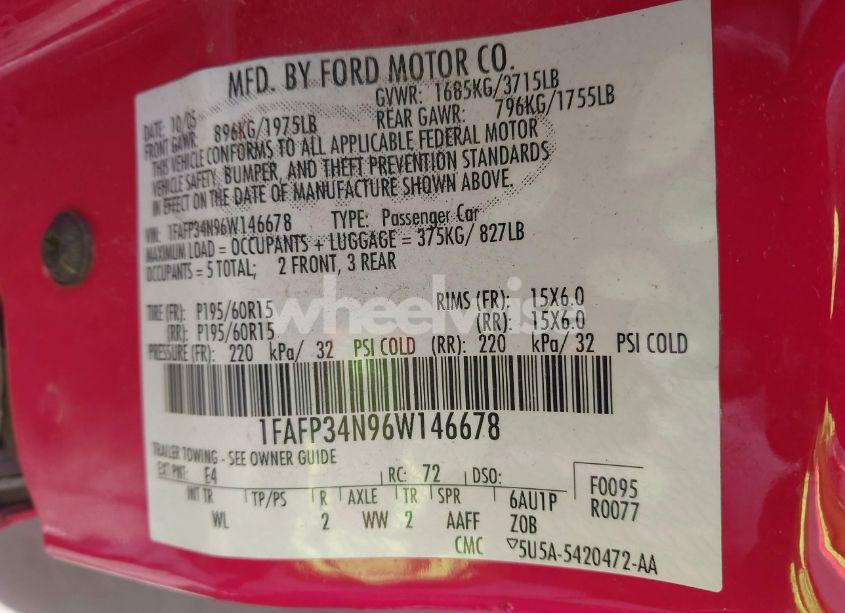 MFD. BY FORD MOTOR CO.
DATE: 10/05 GVWR: 1685KG/3715LB
FRONT GAWR: 896KG/1975LB REAR GAWR: 796KG/1755LB
THIS VEHICLE CONFORMS TO ALL APPLICABLE FEDERAL MOTOR
VEHICLE SAFETY, BUMPER, AND THEFT PREVENTION STANDARDS
IN EFFECT ON THE DATE OF MANUFACTURE SHOWN ABOVE.
VIN: 1FAFP34N96W146678 TYPE: Passenger Car
MAXIMUM LOAD = OCCUPANTS + LUGGAGE = 375KG/ 827LB
OCCUPANTS = 5 TOTAL; 2 FRONT, 3 REAR
TIRE (FR): P195/60R15 RIMS (FR): 15X6.0
(RR): P195/60R15 (RR): 15X6.0
PRESSURE (FR): 220 kPa/ 32 PSI COLD (RR): 220 kPa/ 32 PSI COLD
1FAFP34N96W146678
TRAILER TOWING - SEE OWNER GUIDE
EXT PNT: E4 RC: 72 DSO: F0095
INT TR TP/PS R AXLE TR SPR 6AU1P R0077
WL 2 WW 2 AAFF Z0B
CMC ▽5U5A-5420472-AA
wheelvis